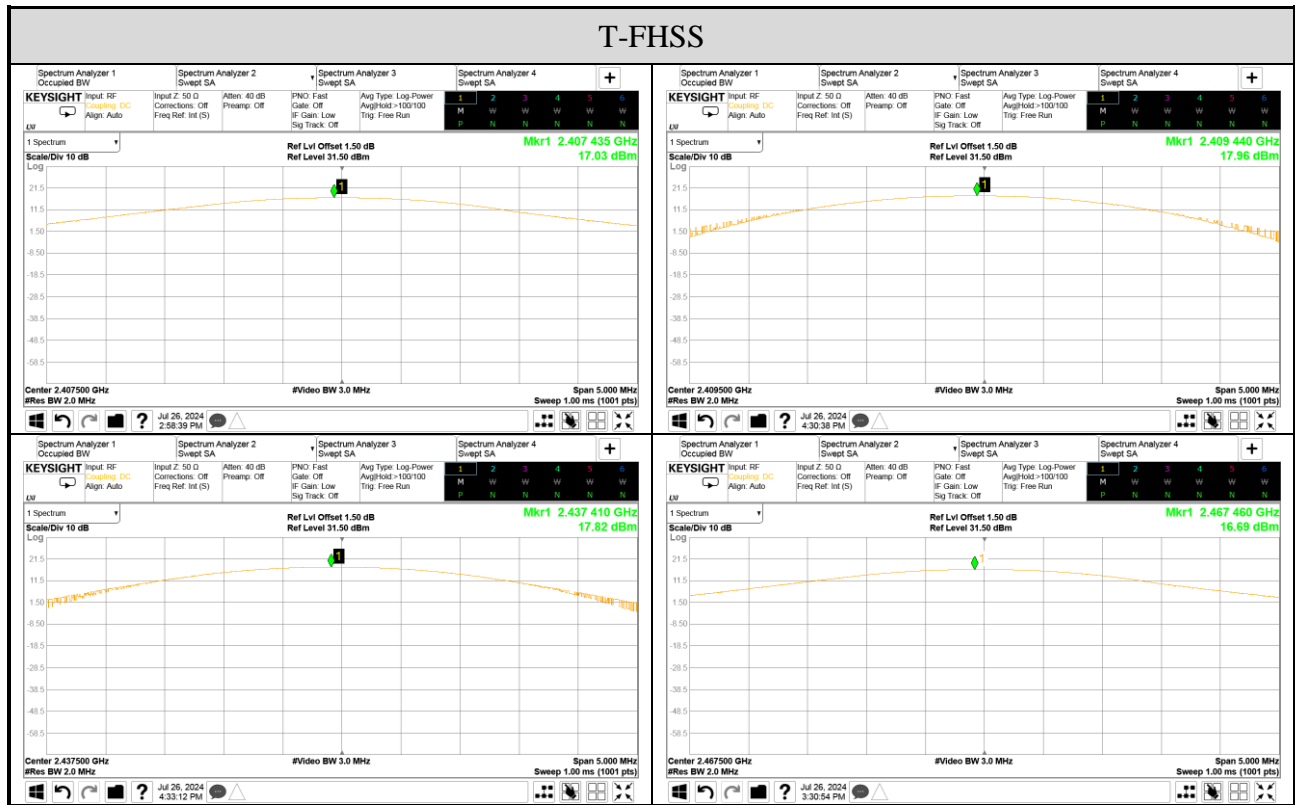 T-FHSS
Spectrum Analyzer 1 Spectrum Analyzer 2 Spectrum Analyzer 3 Spectrum Analyzer 4
Occupied BW Swept SA Swept SA Swept SA +
KEYSIGHT Input: RF Input Z: 50 Ω Atten: 40 dB PNO: Fast Avg Type: Log-Power 1 2 3 4 5 6
Coupling: DC Corrections: Off Preamp: Off Gate: Off Avg|Hold:>100/100 M W W W W W
Align: Auto Freq Ref: Int (S) IF Gain: Low Trig: Free Run
LXI Sig Track: Off P N N N N N
1 Spectrum Ref Lvl Offset 1.50 dB Mkr1 2.407 435 GHz
Scale/Div 10 dB Ref Level 31.50 dBm 17.03 dBm
Log
1
21.5
11.5
1.50
-8.50
-18.5
-28.5
-38.5
-48.5
-58.5
Center 2.407500 GHz #Video BW 3.0 MHz Span 5.000 MHz
#Res BW 2.0 MHz Sweep 1.00 ms (1001 pts)
? Jul 26, 2024
2:58:39 PM
Spectrum Analyzer 1 Spectrum Analyzer 2 Spectrum Analyzer 3 Spectrum Analyzer 4
Occupied BW Swept SA Swept SA Swept SA +
KEYSIGHT Input: RF Input Z: 50 Ω Atten: 40 dB PNO: Fast Avg Type: Log-Power 1 2 3 4 5 6
Coupling: DC Corrections: Off Preamp: Off Gate: Off Avg|Hold:>100/100 M W W W W W
Align: Auto Freq Ref: Int (S) IF Gain: Low Trig: Free Run
LXI Sig Track: Off P N N N N N
1 Spectrum Ref Lvl Offset 1.50 dB Mkr1 2.409 440 GHz
Scale/Div 10 dB Ref Level 31.50 dBm 17.96 dBm
Log
1
21.5
11.5
1.50
-8.50
-18.5
-28.5
-38.5
-48.5
-58.5
Center 2.409500 GHz #Video BW 3.0 MHz Span 5.000 MHz
#Res BW 2.0 MHz Sweep 1.00 ms (1001 pts)
? Jul 26, 2024
4:30:38 PM
Spectrum Analyzer 1 Spectrum Analyzer 2 Spectrum Analyzer 3 Spectrum Analyzer 4
Occupied BW Swept SA Swept SA Swept SA +
KEYSIGHT Input: RF Input Z: 50 Ω Atten: 40 dB PNO: Fast Avg Type: Log-Power 1 2 3 4 5 6
Coupling: DC Corrections: Off Preamp: Off Gate: Off Avg|Hold:>100/100 M W W W W W
Align: Auto Freq Ref: Int (S) IF Gain: Low Trig: Free Run
LXI Sig Track: Off P N N N N N
1 Spectrum Ref Lvl Offset 1.50 dB Mkr1 2.437 410 GHz
Scale/Div 10 dB Ref Level 31.50 dBm 17.82 dBm
Log
1
21.5
11.5
1.50
-8.50
-18.5
-28.5
-38.5
-48.5
-58.5
Center 2.437500 GHz #Video BW 3.0 MHz Span 5.000 MHz
#Res BW 2.0 MHz Sweep 1.00 ms (1001 pts)
? Jul 26, 2024
4:33:12 PM
Spectrum Analyzer 1 Spectrum Analyzer 2 Spectrum Analyzer 3 Spectrum Analyzer 4
Occupied BW Swept SA Swept SA Swept SA +
KEYSIGHT Input: RF Input Z: 50 Ω Atten: 40 dB PNO: Fast Avg Type: Log-Power 1 2 3 4 5 6
Coupling: DC Corrections: Off Preamp: Off Gate: Off Avg|Hold:>100/100 M W W W W W
Align: Auto Freq Ref: Int (S) IF Gain: Low Trig: Free Run
LXI Sig Track: Off P N N N N N
1 Spectrum Ref Lvl Offset 1.50 dB Mkr1 2.467 460 GHz
Scale/Div 10 dB Ref Level 31.50 dBm 16.69 dBm
Log
1
21.5
11.5
1.50
-8.50
-18.5
-28.5
-38.5
-48.5
-58.5
Center 2.467500 GHz #Video BW 3.0 MHz Span 5.000 MHz
#Res BW 2.0 MHz Sweep 1.00 ms (1001 pts)
? Jul 26, 2024
3:30:54 PM